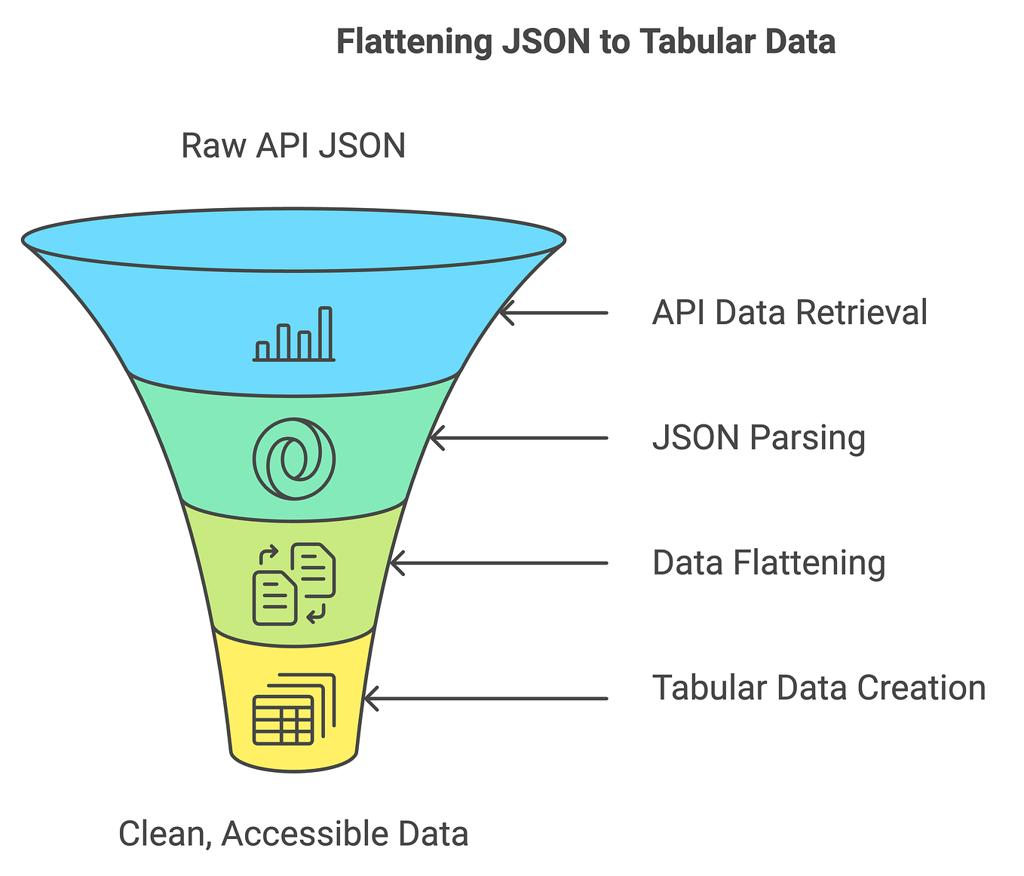 Flattening JSON to Tabular Data
Raw API JSON
API Data Retrieval
JSON Parsing
Data Flattening
Tabular Data Creation
Clean, Accessible Data